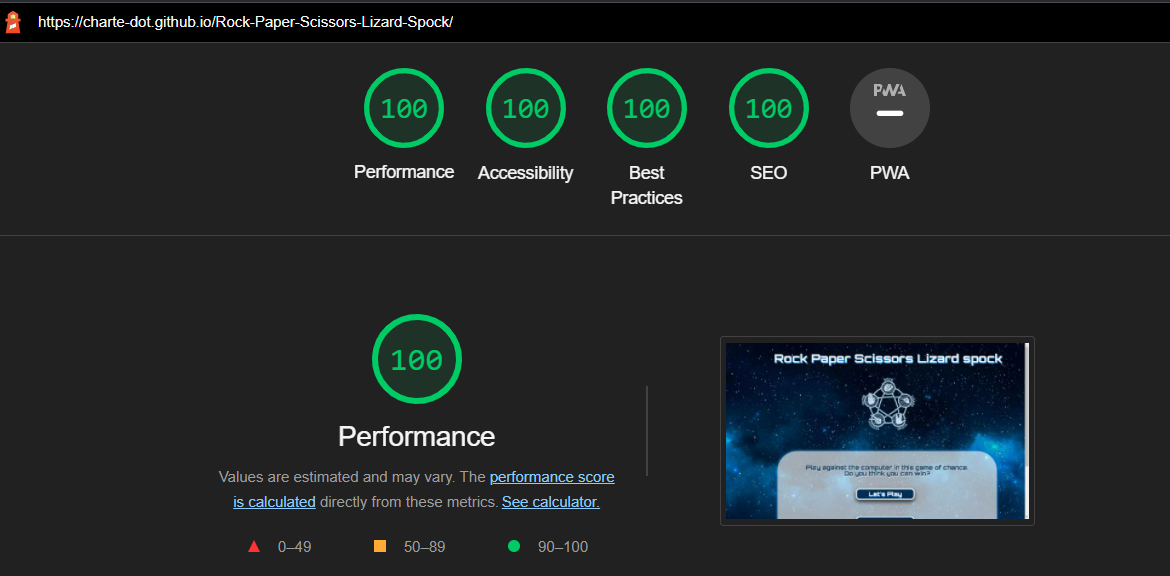 https://charte-dot.github.io/Rock-Paper-Scissors-Lizard-Spock/
100 100 100 100 PWA
Performance Accessibility Best Practices SEO PWA
100
Performance
Values are estimated and may vary. The performance score
is calculated directly from these metrics. See calculator.
0–49 50–89 90–100
Rock Paper Scissors Lizard spock
Play against the computer in this game of chance.
Do you think you can win?
Let's Play